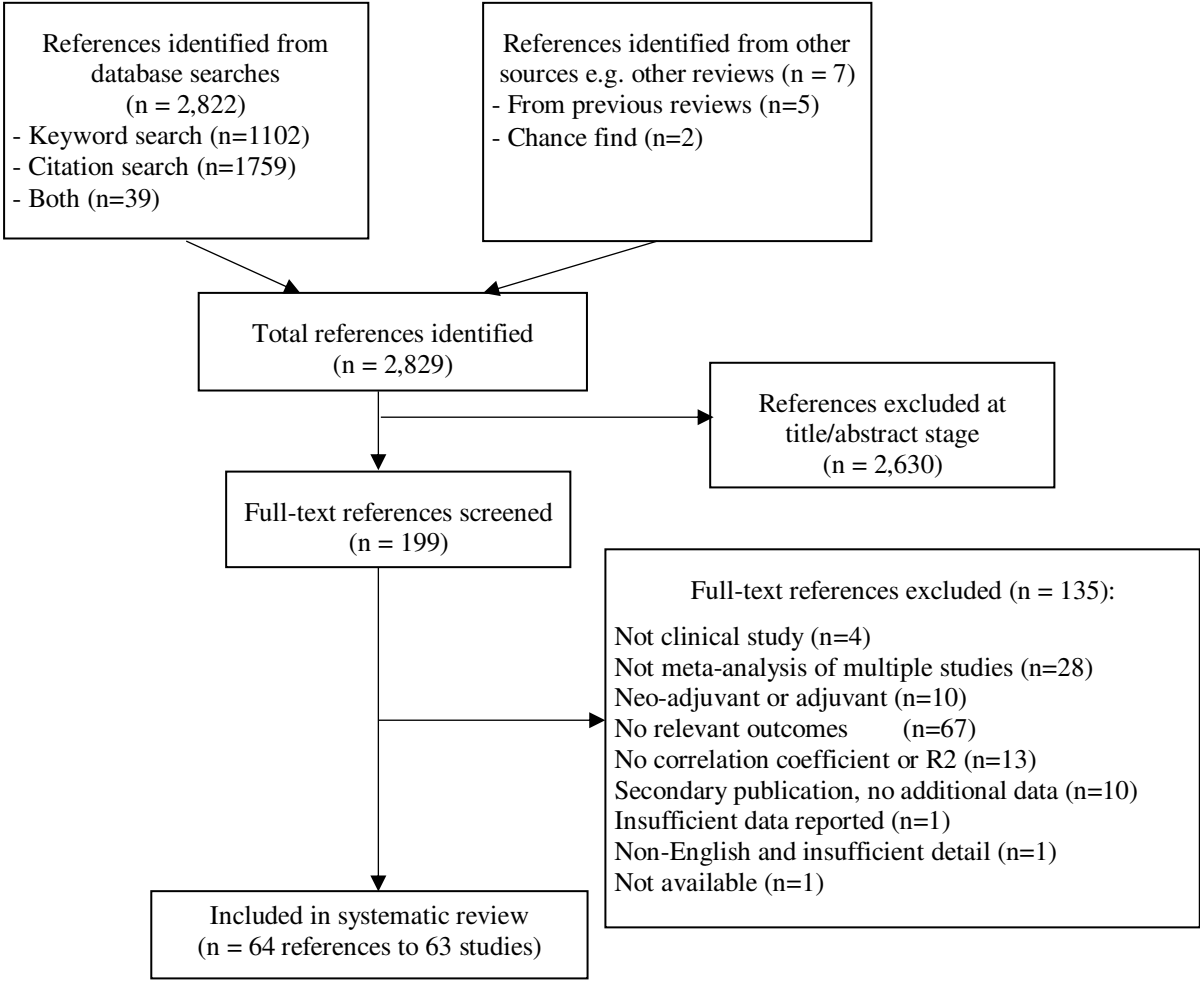 References identified from
database searches
(n = 2,822)
- Keyword search (n=1102)
- Citation search (n=1759)
- Both (n=39)
References identified from other
sources e.g. other reviews (n = 7)
- From previous reviews (n=5)
- Chance find (n=2)
Total references identified
(n = 2,829)
References excluded at
title/abstract stage
(n = 2,630)
Full-text references screened
(n = 199)
Full-text references excluded (n = 135):
Not clinical study (n=4)
Not meta-analysis of multiple studies (n=28)
Neo-adjuvant or adjuvant (n=10)
No relevant outcomes (n=67)
No correlation coefficient or R2 (n=13)
Secondary publication, no additional data (n=10)
Insufficient data reported (n=1)
Non-English and insufficient detail (n=1)
Not available (n=1)
Included in systematic review
(n = 64 references to 63 studies)